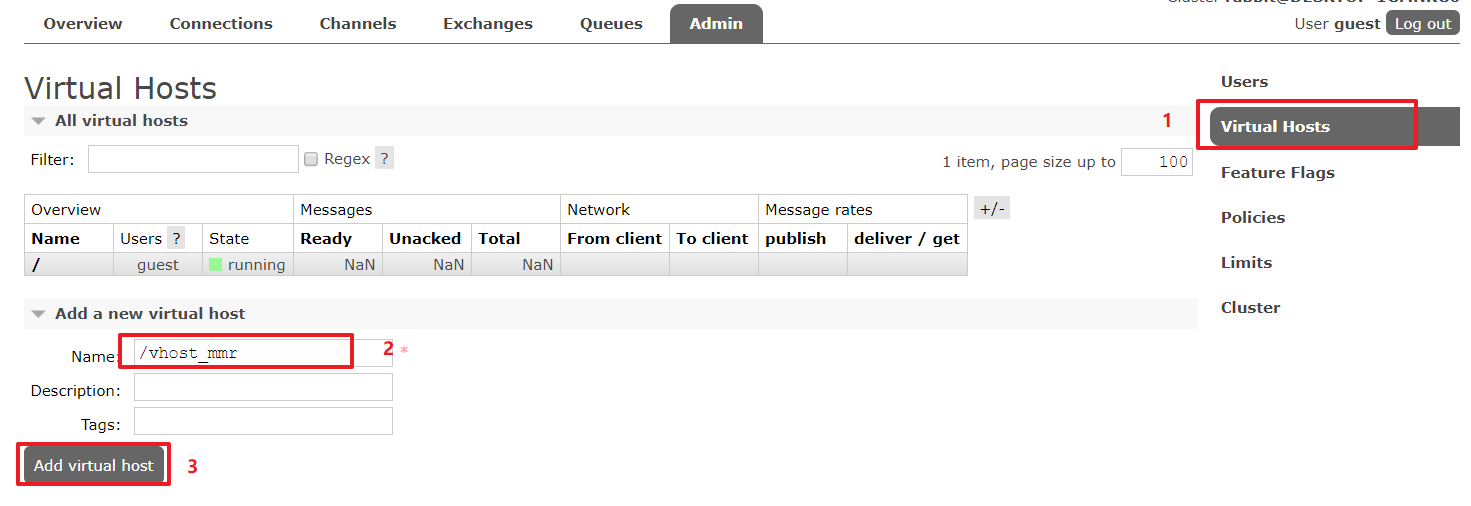 Overview Connections Channels Exchanges Queues Admin
User guest Log out
Virtual Hosts
All virtual hosts
Filter: Regex ?
1 item, page size up to 100
Overview Messages Network Message rates +/-
Name Users ? State Ready Unacked Total From client To client publish deliver / get
/ guest running NaN NaN NaN
Add a new virtual host
Name: /vhost_mmr 2 *
Description:
Tags:
Add virtual host 3
Users
1 Virtual Hosts
Feature Flags
Policies
Limits
Cluster